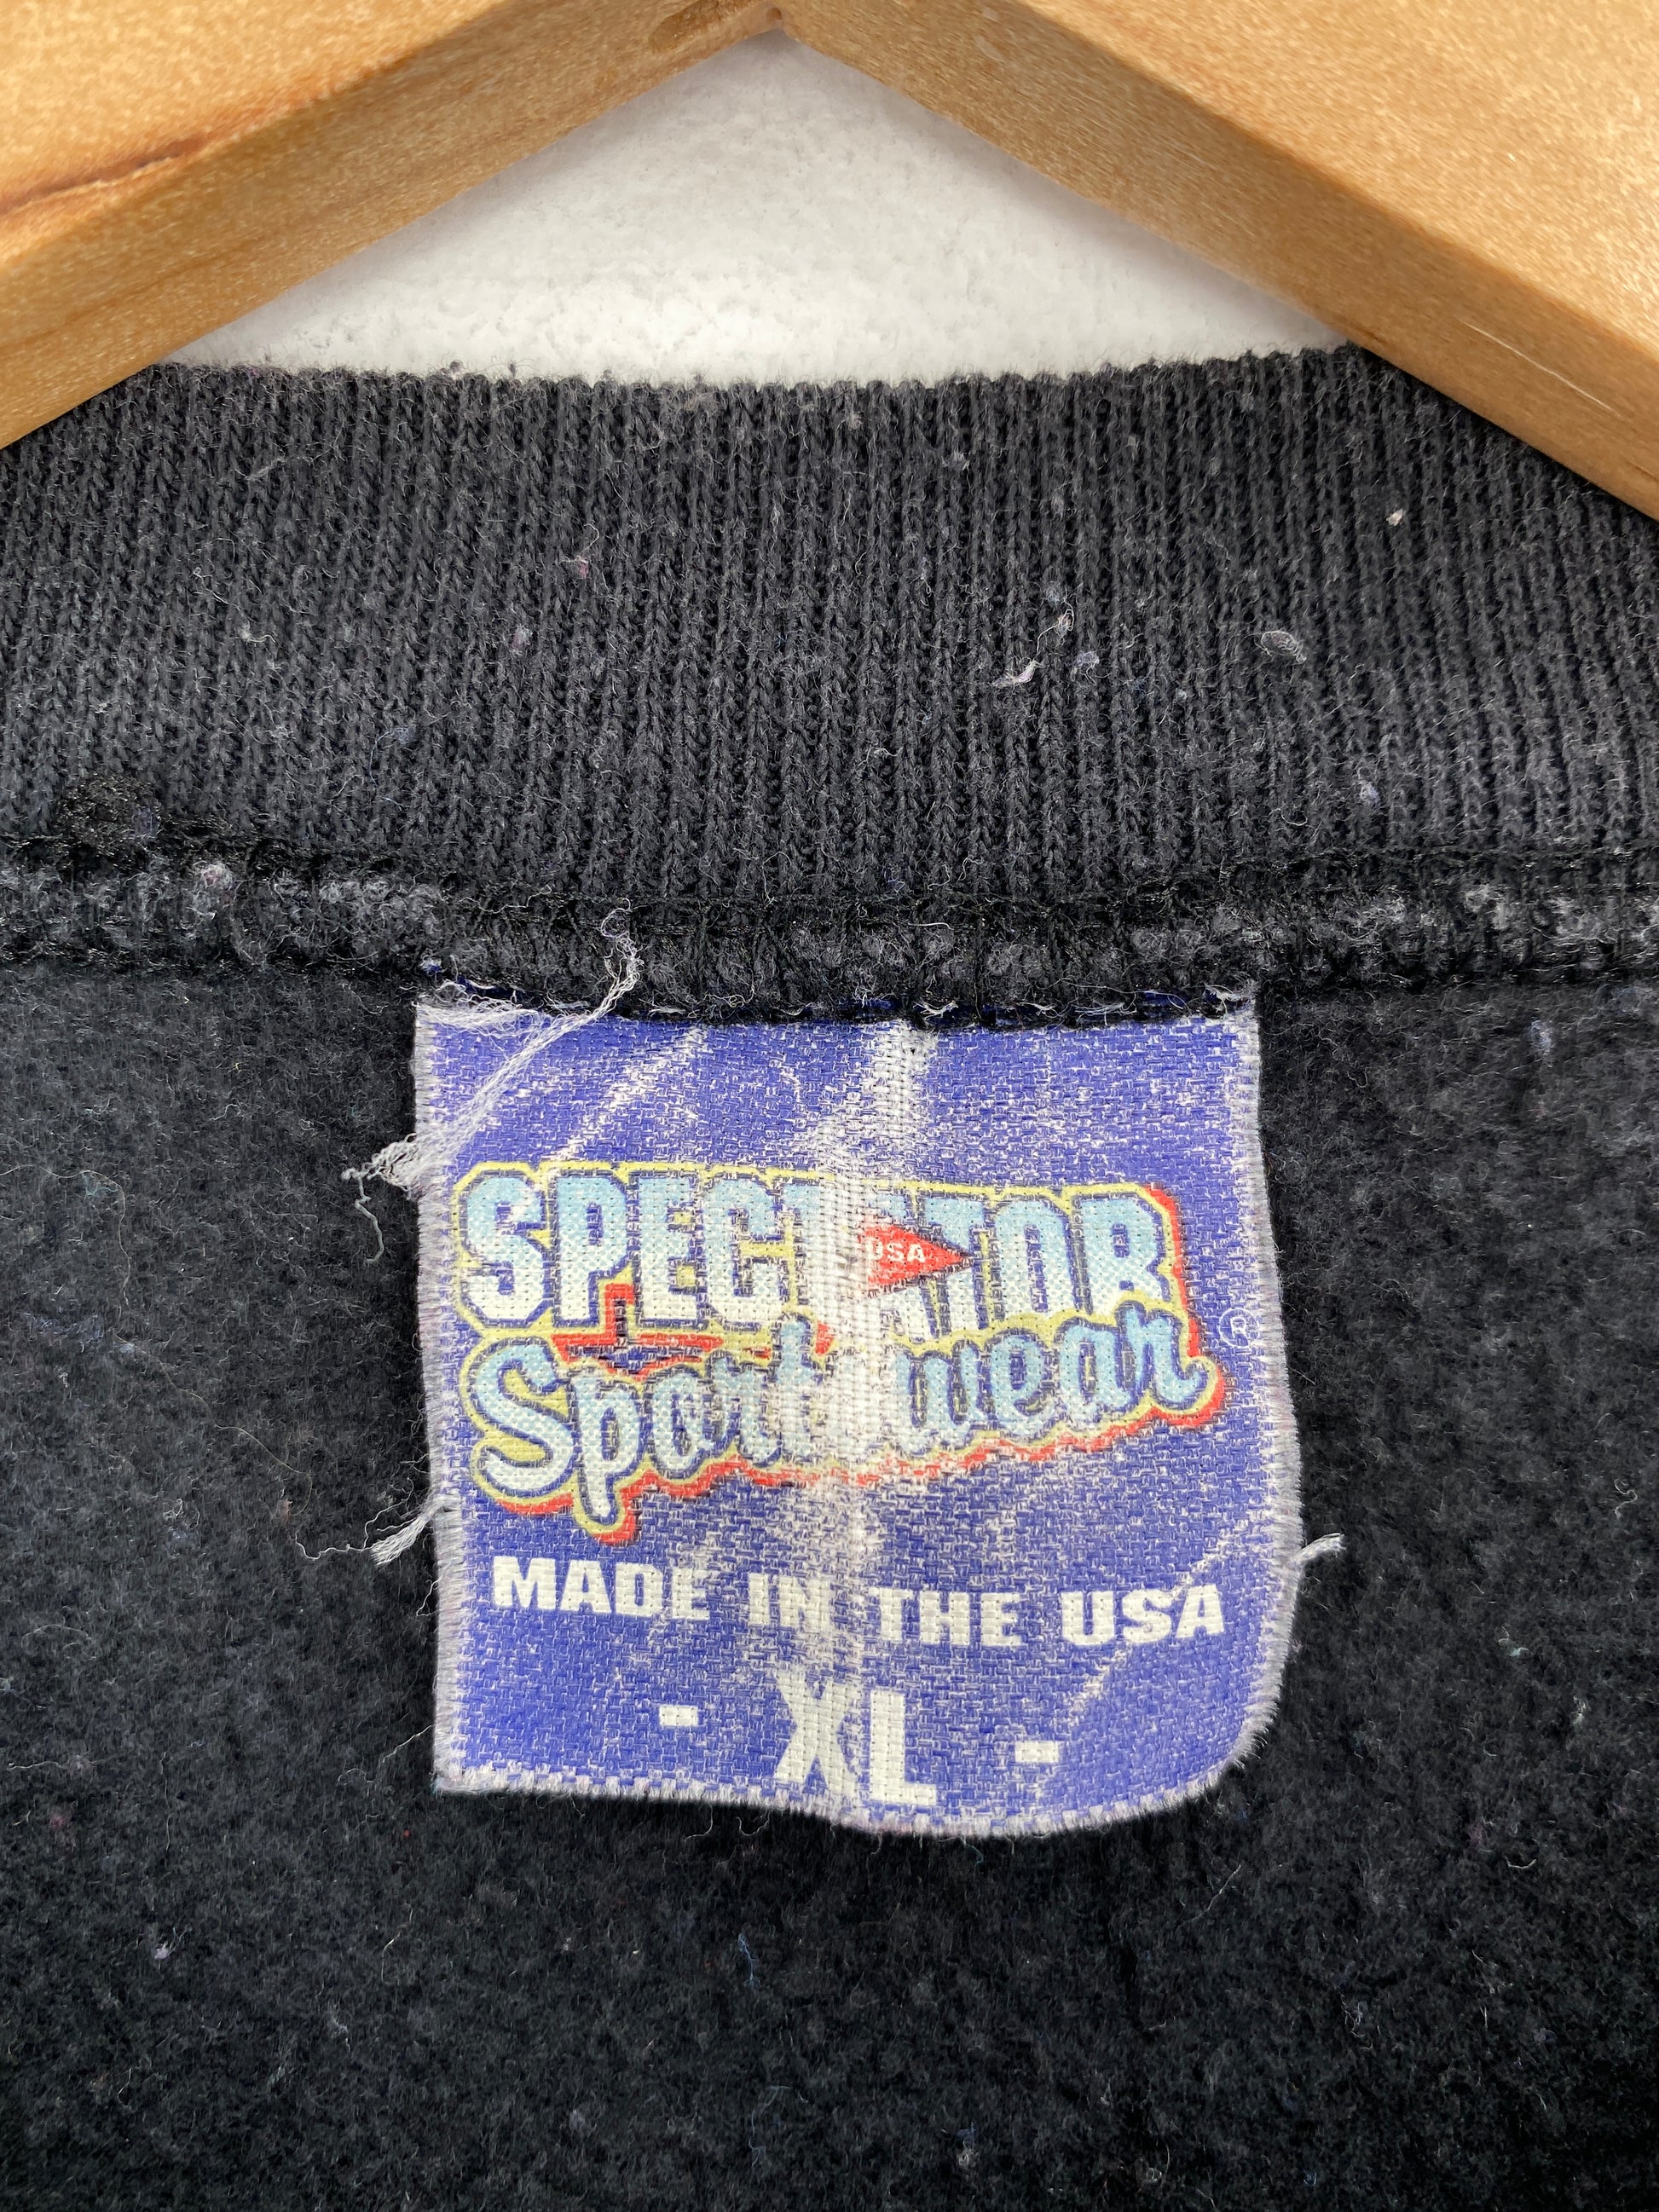 SPECTATOR
USA
Sportswear ®
MADE IN THE USA
- XL -